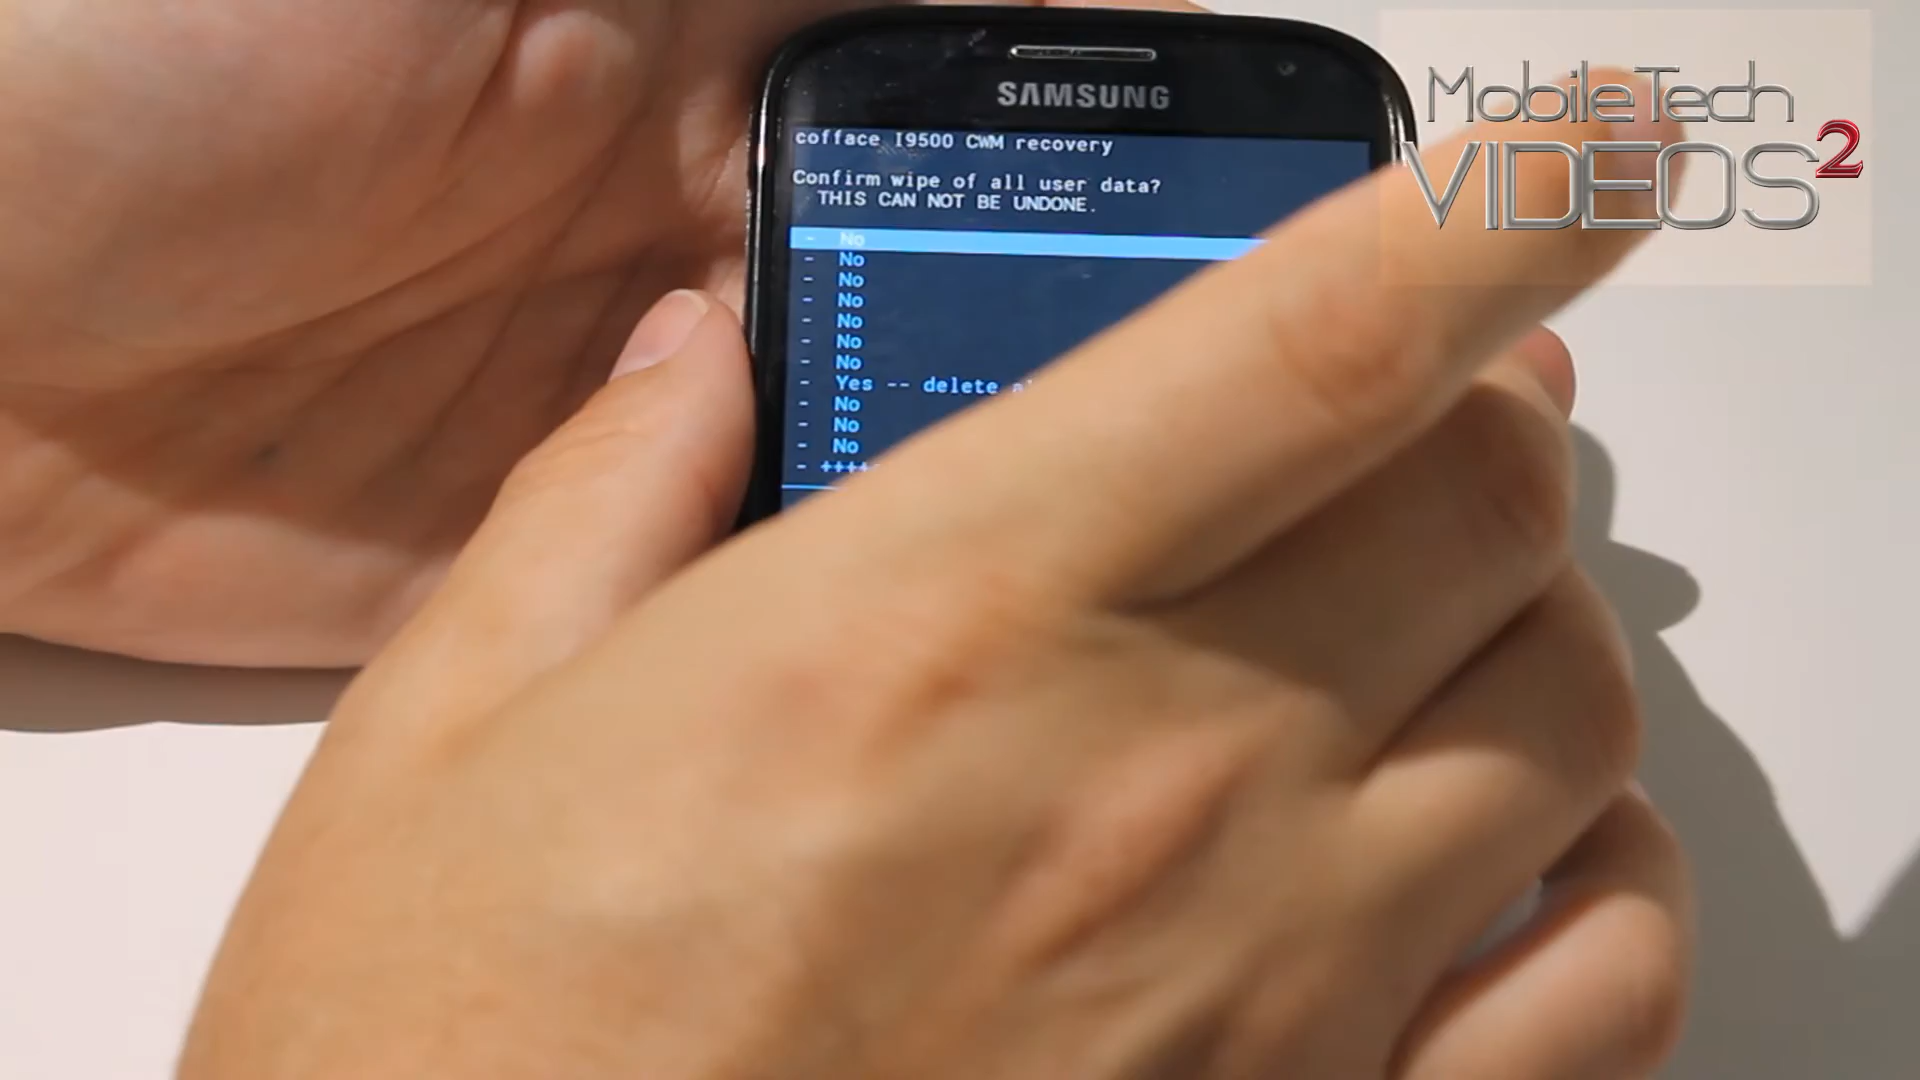 MobileTech
VIDEOS2
SAMSUNG
cofface I9500 CWM recovery
Confirm wipe of all user data?
THIS CAN NOT BE UNDONE.
- No
- No
- No
- No
- No
- No
- No
- Yes -- delete
- No
- No
- No
- ++++